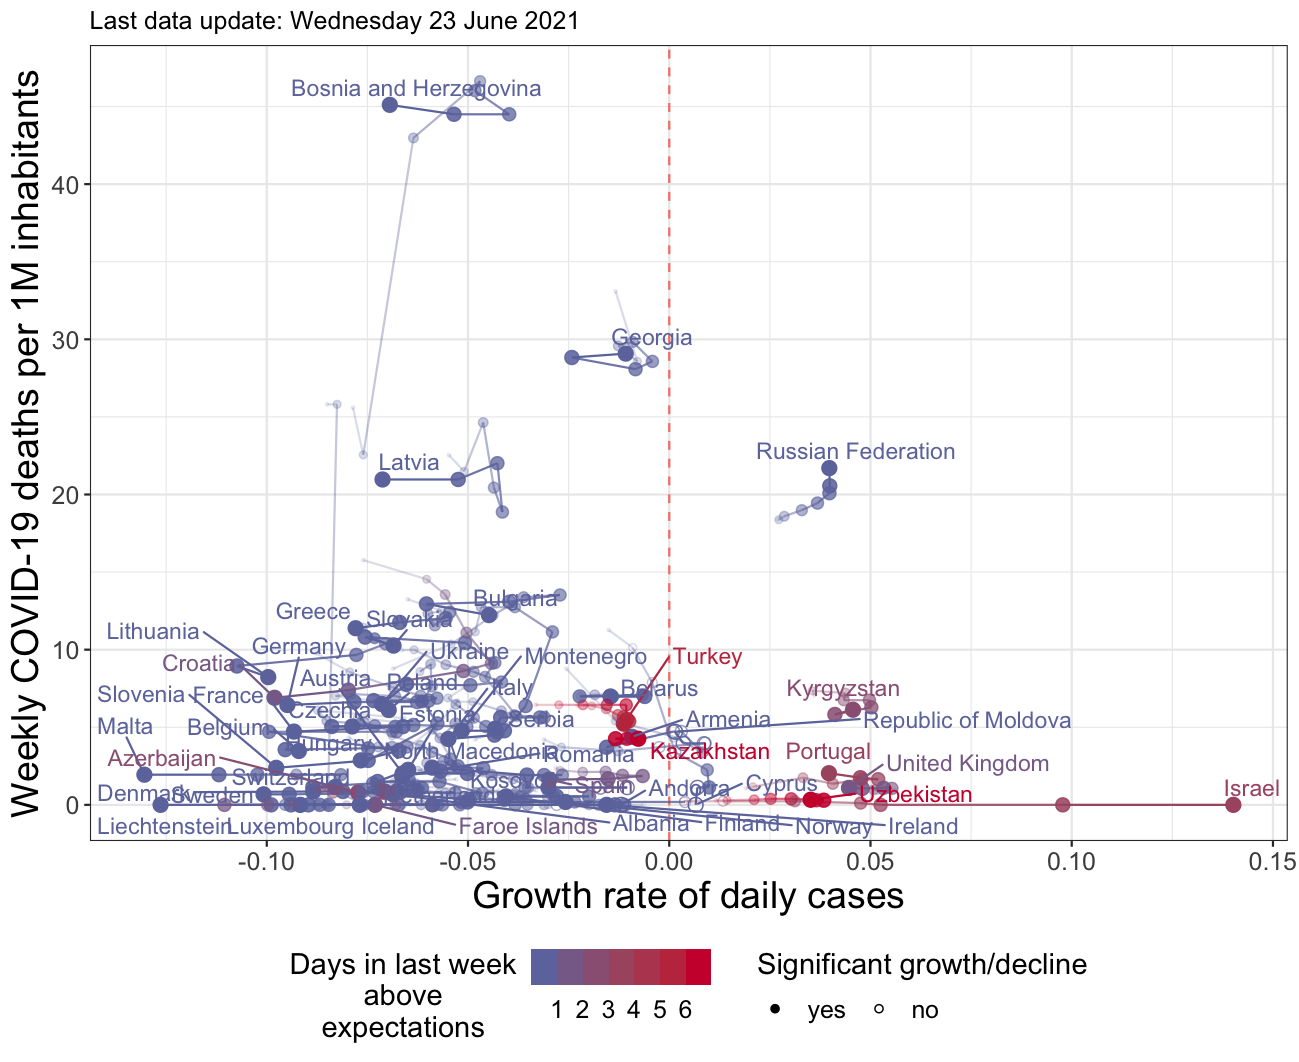 Last data update: Wednesday 23 June 2021
Weekly COVID-19 deaths per 1M inhabitants
40
30
20
10
0
Bosnia and Herzegovina
Georgia
Russian Federation
Latvia
Bulgaria
Greece
Slovakia
Lithuania
Germany
Ukraine
Croatia
Montenegro
Turkey
Austria
Poland
Italy
Belarus
Kyrgyzstan
Slovenia
France
Czechia
Estonia
Serbia
Armenia
Republic of Moldova
Malta
Belgium
Hungary
North Macedonia
Romania
Kazakhstan
Portugal
Azerbaijan
United Kingdom
Switzerland
Kosovo
Spain
Andorra
Cyprus
Uzbekistan
Israel
Denmark
Sweden
Liechtenstein
Luxembourg
Iceland
Faroe Islands
Albania
Finland
Norway
Ireland
-0.10
-0.05
0.00
0.05
0.10
0.15
Growth rate of daily cases
Days in last week
above
expectations
1 2 3 4 5 6
Significant growth/decline
yes
no